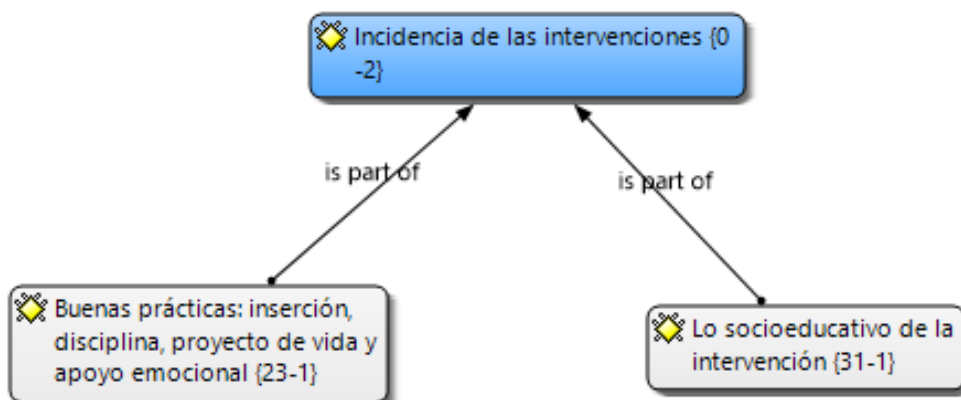 Incidencia de las intervenciones {0
-2}
is part of
is part of
Buenas prácticas: inserción,
disciplina, proyecto de vida y
apoyo emocional {23-1}
Lo socioeducativo de la
intervención {31-1}